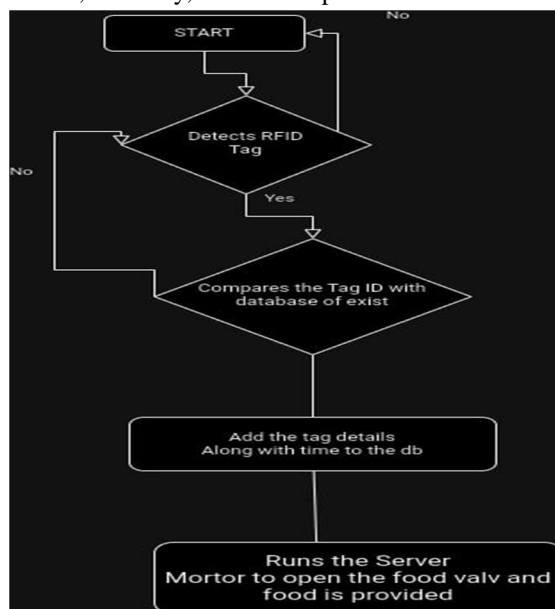 No
START
Detects RFID
Tag
No
Yes
Compares the Tag ID with
database of exist
Add the tag details
Along with time to the db
Runs the Server
Mortor to open the food valv and
food is provided